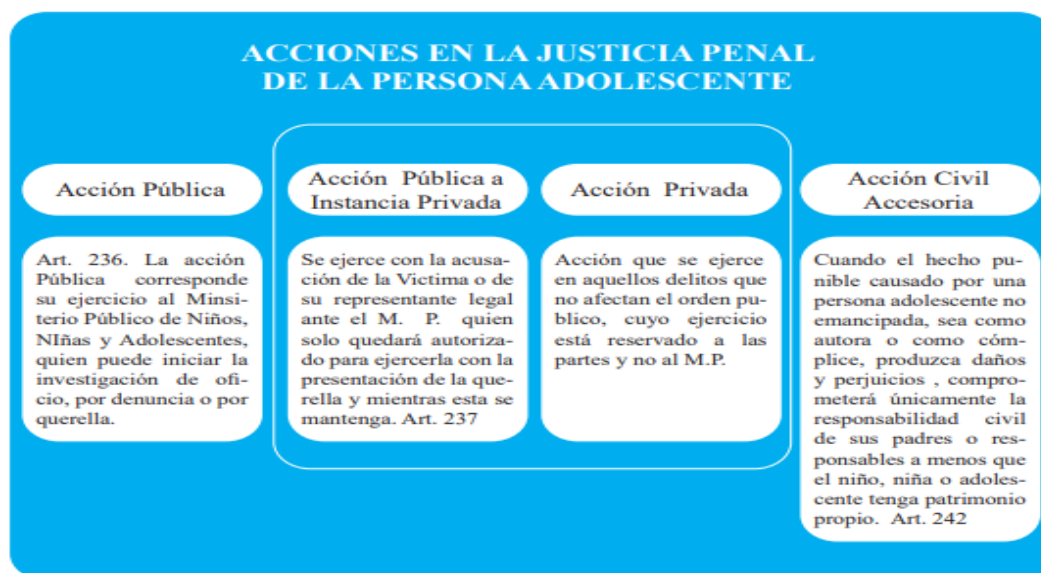 ACCIONES EN LA JUSTICIA PENAL
DE LA PERSONA ADOLESCENTE
Acción Pública
Art. 236. La acción
Pública corresponde
su ejercicio al Minsi-
terio Público de Niños,
NIñas y Adolescentes,
quien puede iniciar la
investigación de ofi-
cio, por denuncia o por
querella.
Acción Pública a
Instancia Privada
Se ejerce con la acusa-
ción de la Victima o de
su representante legal
ante el M. P. quien
solo quedará autoriza-
do para ejercerla con la
presentación de la que-
rella y mientras esta se
mantenga. Art. 237
Acción Privada
Acción que se ejerce
en aquellos delitos que
no afectan el orden pu-
blico, cuyo ejercicio
está reservado a las
partes y no al M.P.
Acción Civil
Accesoria
Cuando el hecho pu-
nible causado por una
persona adolescente no
emancipada, sea como
autora o como cóm-
plice, produzca daños
y perjuicios , compro-
meterá únicamente la
responsabilidad civil
de sus padres o res-
ponsables a menos que
el niño, niña o adoles-
cente tenga patrimonio
propio. Art. 242